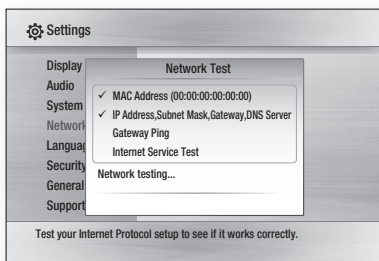 Settings
Display
Audio
System
Network
Languag
Security
General
Support
Network Test
✓ MAC Address (00:00:00:00:00:00)
✓ IP Address,Subnet Mask,Gateway,DNS Server
Gateway Ping
Internet Service Test
Network testing...
Test your Internet Protocol setup to see if it works correctly.